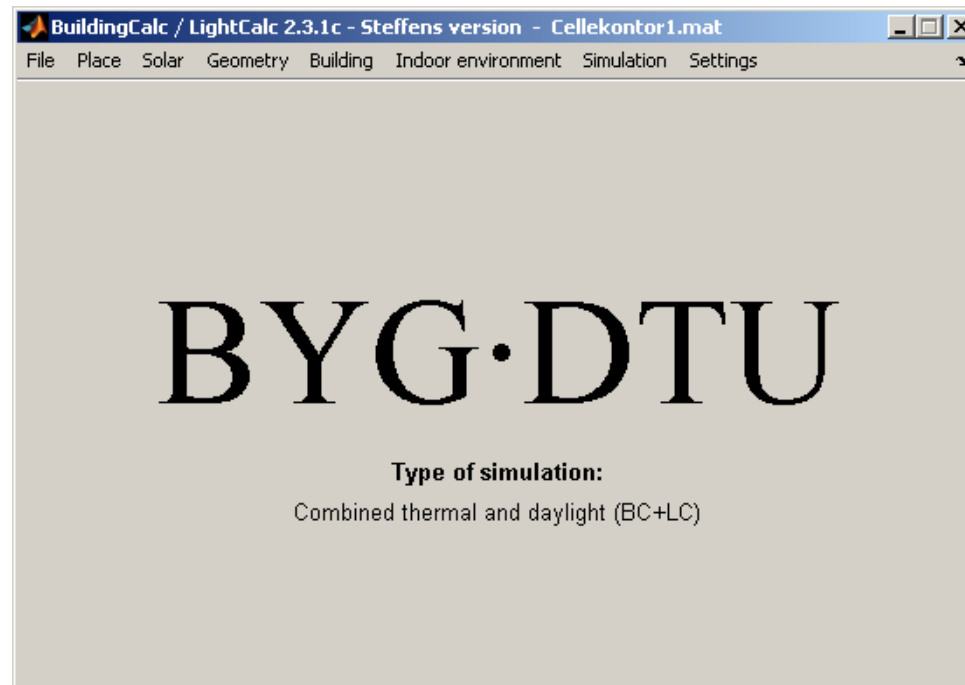 BuildingCalc / LightCalc 2.3.1c - Steffens version - Cellekontor1.mat
File Place Solar Geometry Building Indoor environment Simulation Settings
BYG·DTU
Type of simulation:
Combined thermal and daylight (BC+LC)